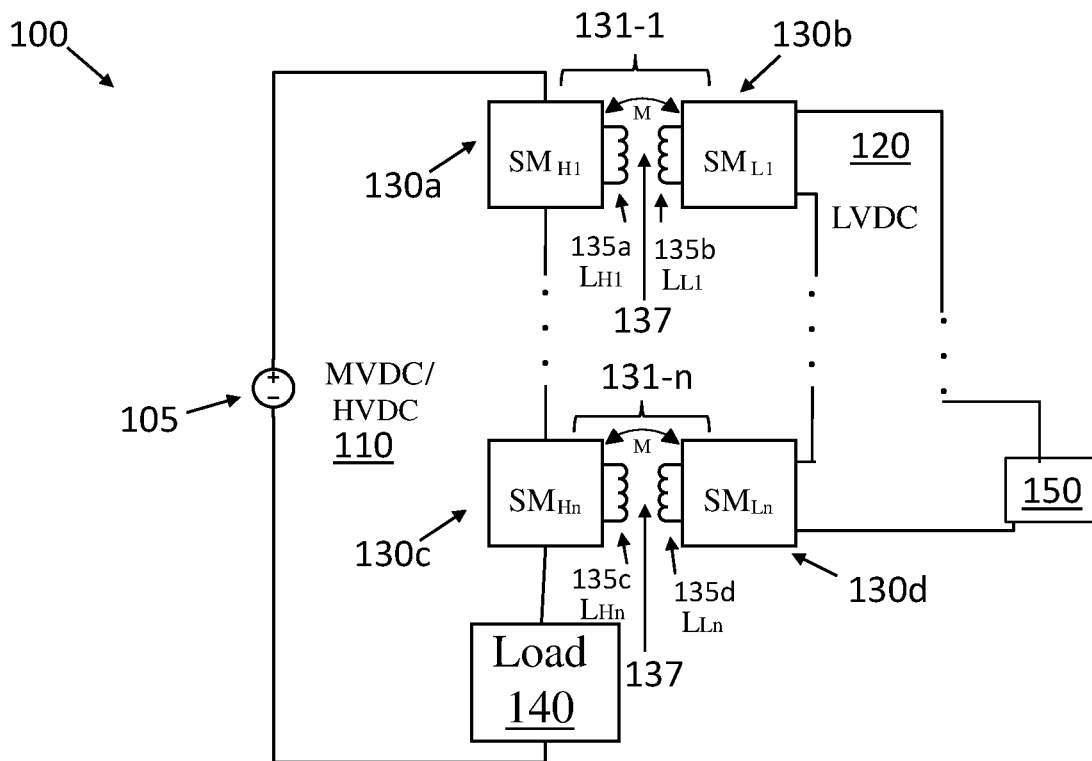 100
131-1
130b
M
SMH1
SML1
120
130a
LVDC
135a
135b
LH1
LL1
137
+
−
MVDC/
HVDC
105
110
131-n
M
SMHn
SMLn
150
130c
135c
135d
130d
LHn
LLn
Load
137
140